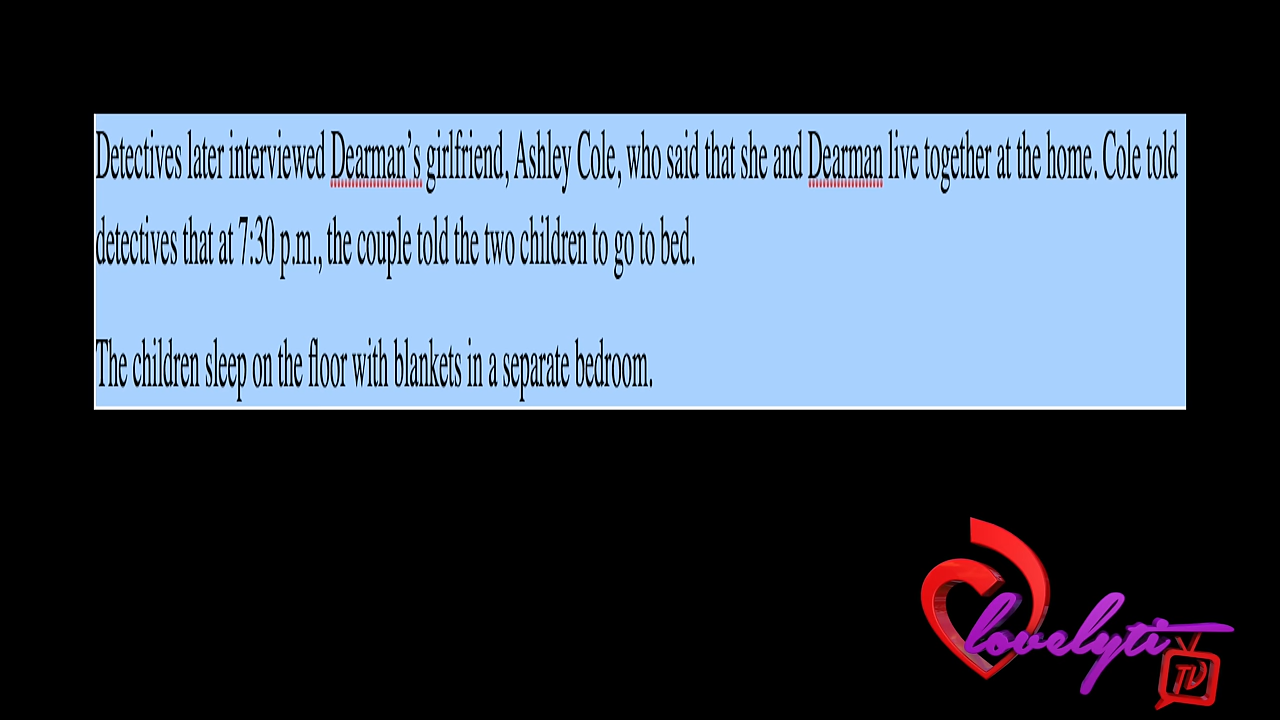 Detectives later interviewed Dearman’s girlfriend, Ashley Cole, who said that she and Dearman live together at the home. Cole told
detectives that at 7:30 p.m., the couple told the two children to go to bed.
The children sleep on the floor with blankets in a separate bedroom.
lovelyti
TV